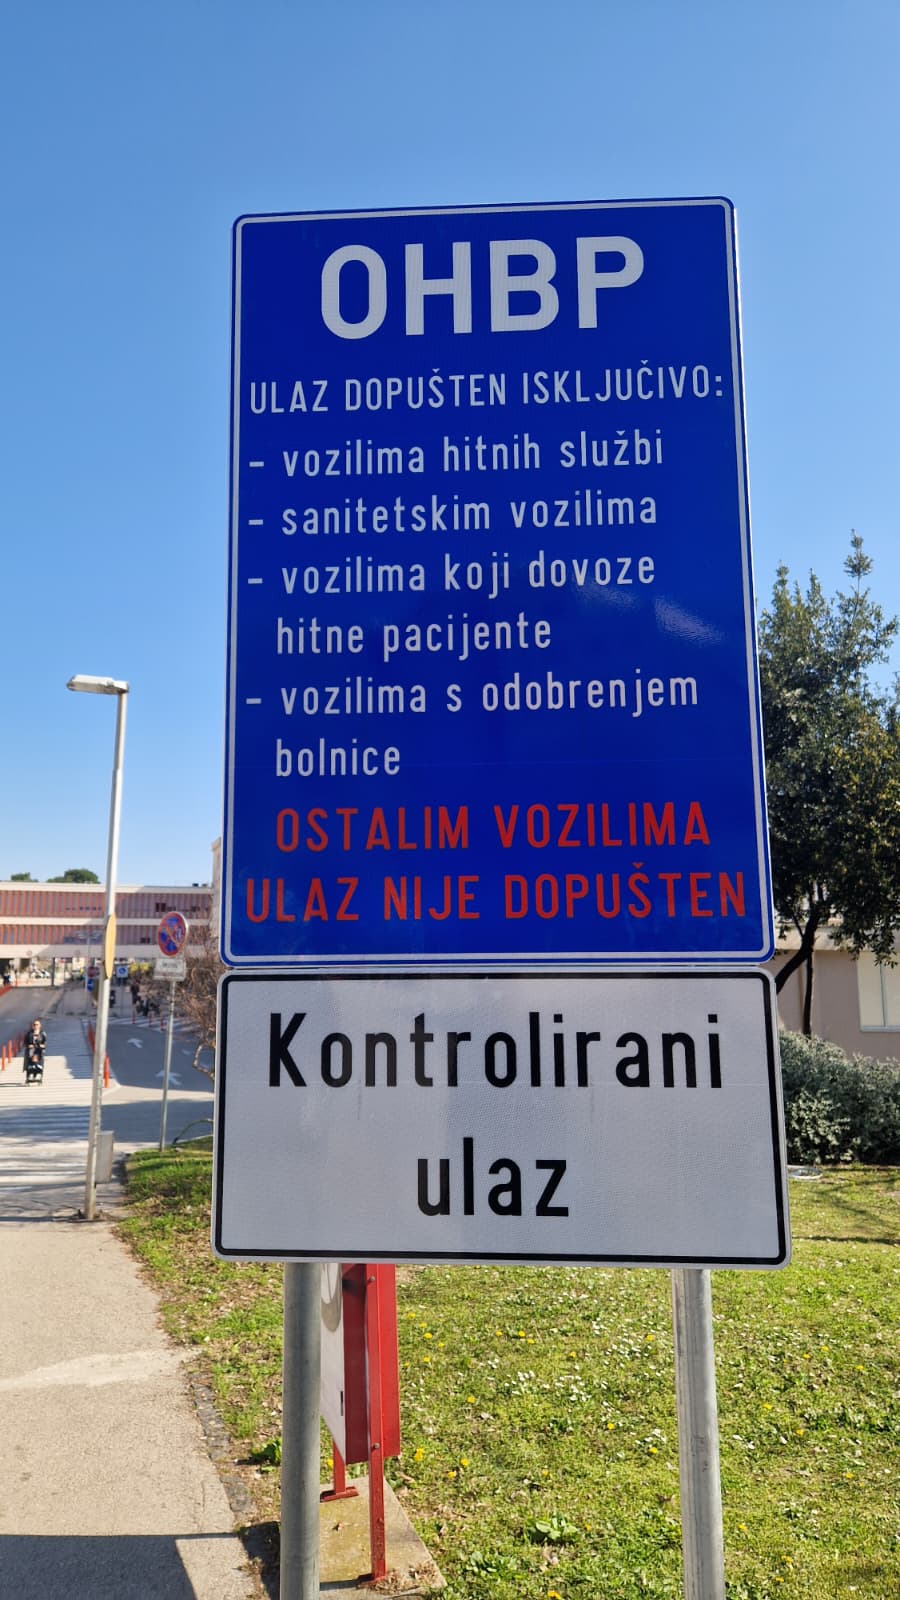 OHBP
ULAZ DOPUŠTEN ISKLJUČIVO:
- vozilima hitnih službi
- sanitetskim vozilima
- vozilima koji dovoze
hitne pacijente
- vozilima s odobrenjem
bolnice
OSTALIM VOZILIMA
ULAZ NIJE DOPUŠTEN
Kontrolirani
ulaz